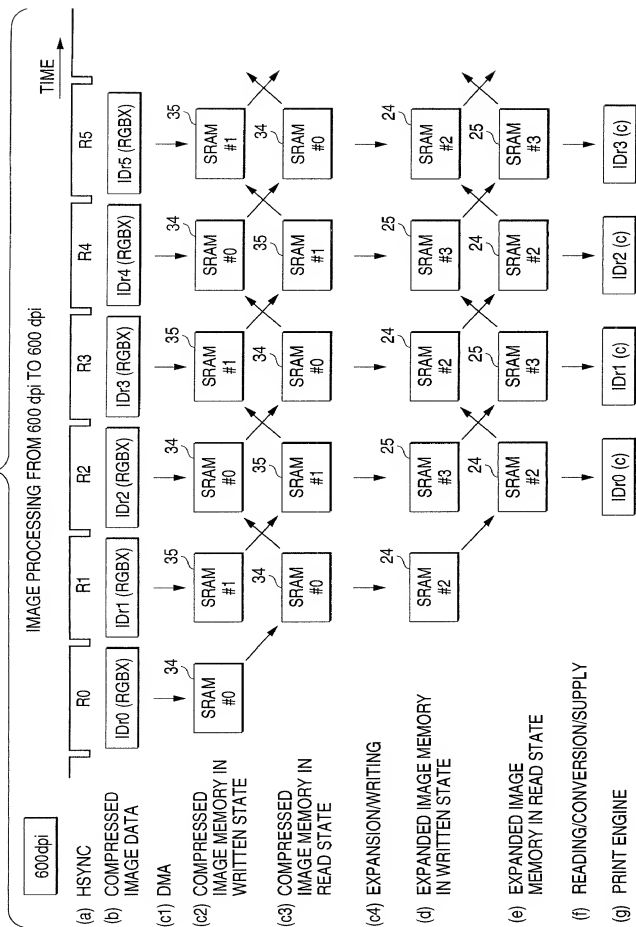 IMAGE PROCESSING FROM 600 dpi TO 600 dpi
600dpi
TIME
(a) HSYNC R0 R1 R2 R3 R4 R5
(b) COMPRESSED
IMAGE DATA
IDr0 (RGBX) IDr1 (RGBX) IDr2 (RGBX) IDr3 (RGBX) IDr4 (RGBX) IDr5 (RGBX)
(c1) DMA
34 35 34 35 34 35
(c2) COMPRESSED
IMAGE MEMORY IN
WRITTEN STATE
SRAM SRAM SRAM SRAM SRAM SRAM
#0 #1 #0 #1 #0 #1
34 35 34 35 34
(c3) COMPRESSED
IMAGE MEMORY IN
READ STATE
SRAM SRAM SRAM SRAM SRAM
#0 #1 #0 #1 #0
(c4) EXPANSION/WRITING
24 25 24 25 24
(d) EXPANDED IMAGE MEMORY
IN WRITTEN STATE
SRAM SRAM SRAM SRAM SRAM
#2 #3 #2 #3 #2
24 25 24 25
(e) EXPANDED IMAGE
MEMORY IN READ STATE
SRAM SRAM SRAM SRAM
#2 #3 #2 #3
(f) READING/CONVERSION/SUPPLY
(g) PRINT ENGINE
IDr0 (c) IDr1 (c) IDr2 (c) IDr3 (c)